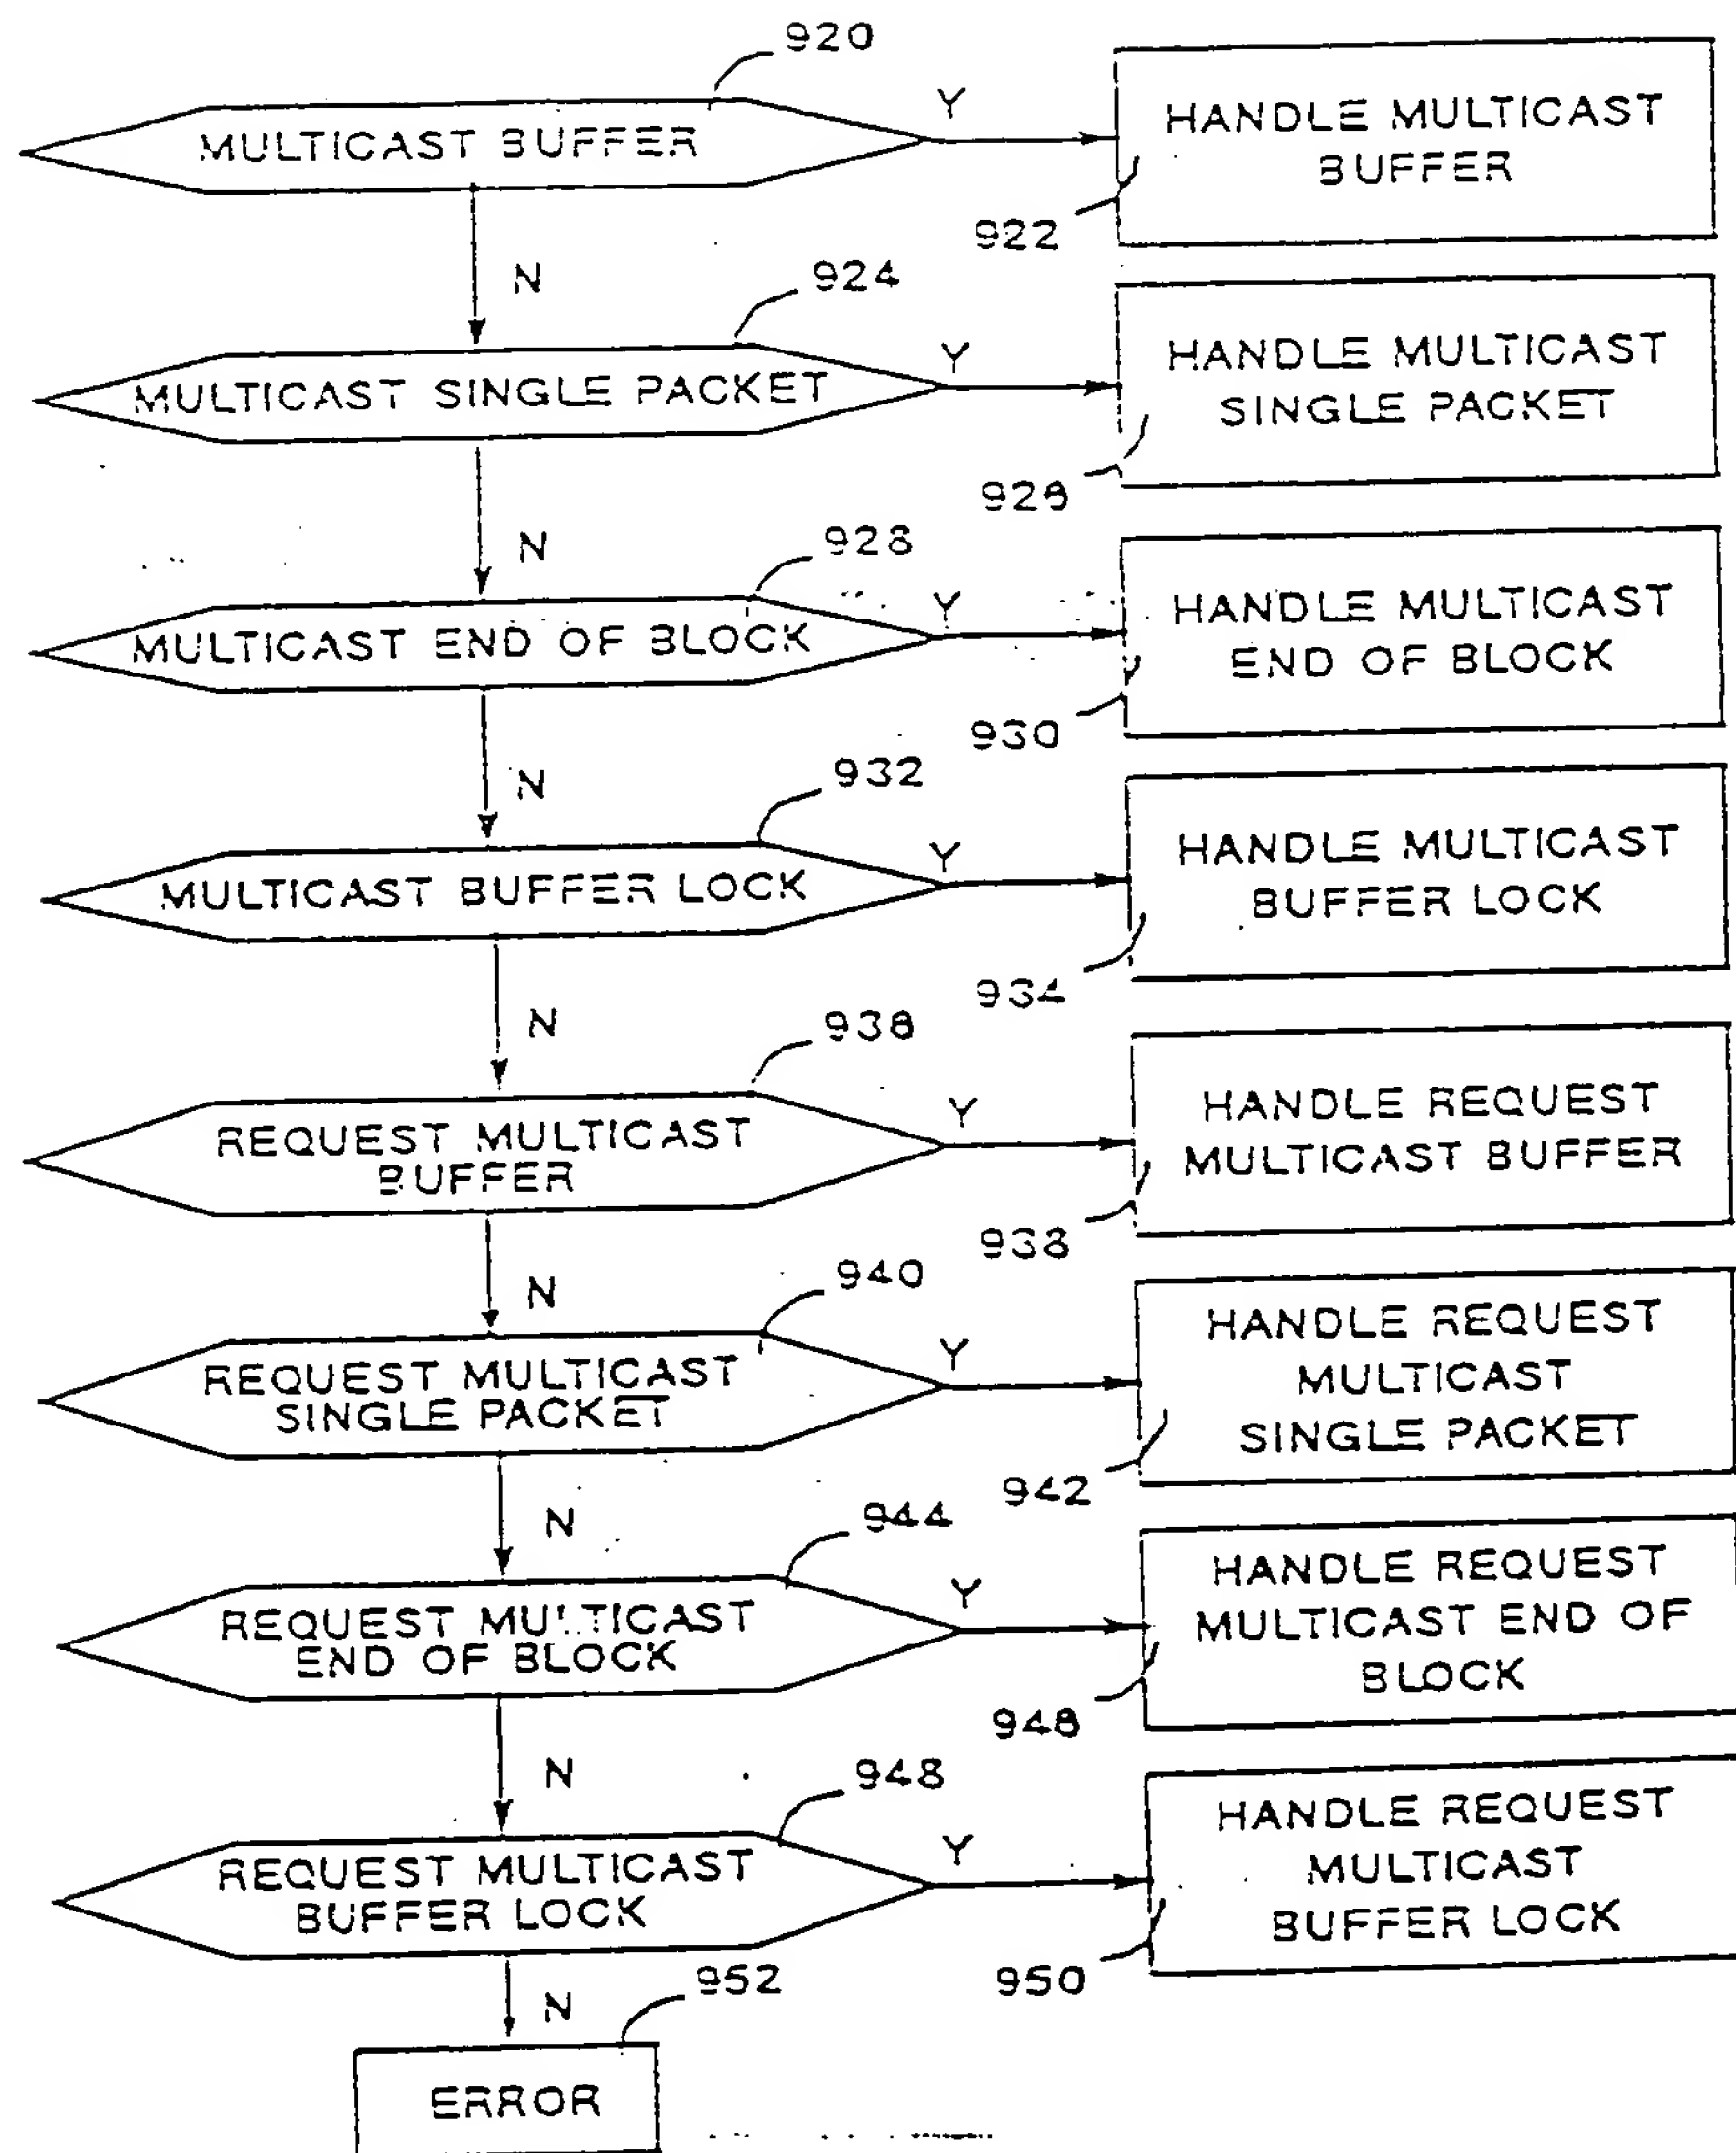 920
MULTICAST BUFFER
Y
HANDLE MULTICAST
BUFFER
922
N
924
MULTICAST SINGLE PACKET
Y
HANDLE MULTICAST
SINGLE PACKET
926
N
928
MULTICAST END OF BLOCK
Y
HANDLE MULTICAST
END OF BLOCK
930
N
932
MULTICAST BUFFER LOCK
Y
HANDLE MULTICAST
BUFFER LOCK
934
N
936
REQUEST MULTICAST
BUFFER
Y
HANDLE REQUEST
MULTICAST BUFFER
938
N
940
REQUEST MULTICAST
SINGLE PACKET
Y
HANDLE REQUEST
MULTICAST
SINGLE PACKET
942
N
944
REQUEST MULTICAST
END OF BLOCK
Y
HANDLE REQUEST
MULTICAST END OF
BLOCK
946
N
948
REQUEST MULTICAST
BUFFER LOCK
Y
HANDLE REQUEST
MULTICAST
BUFFER LOCK
950
N
952
ERROR